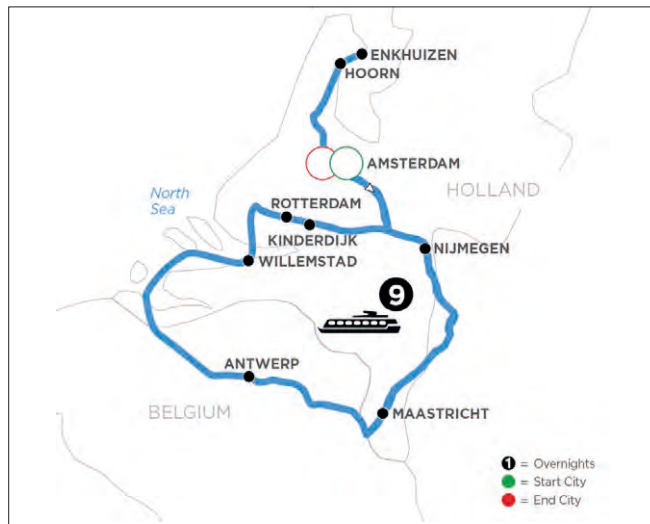 ENKHUIZEN
HOORN
AMSTERDAM
HOLLAND
North
Sea
ROTTERDAM
KINDERDIJK
NIJMEGEN
WILLEMSTAD
9
ANTWERP
BELGIUM
MAASTRICHT
1 = Overnights
= Start City
= End City